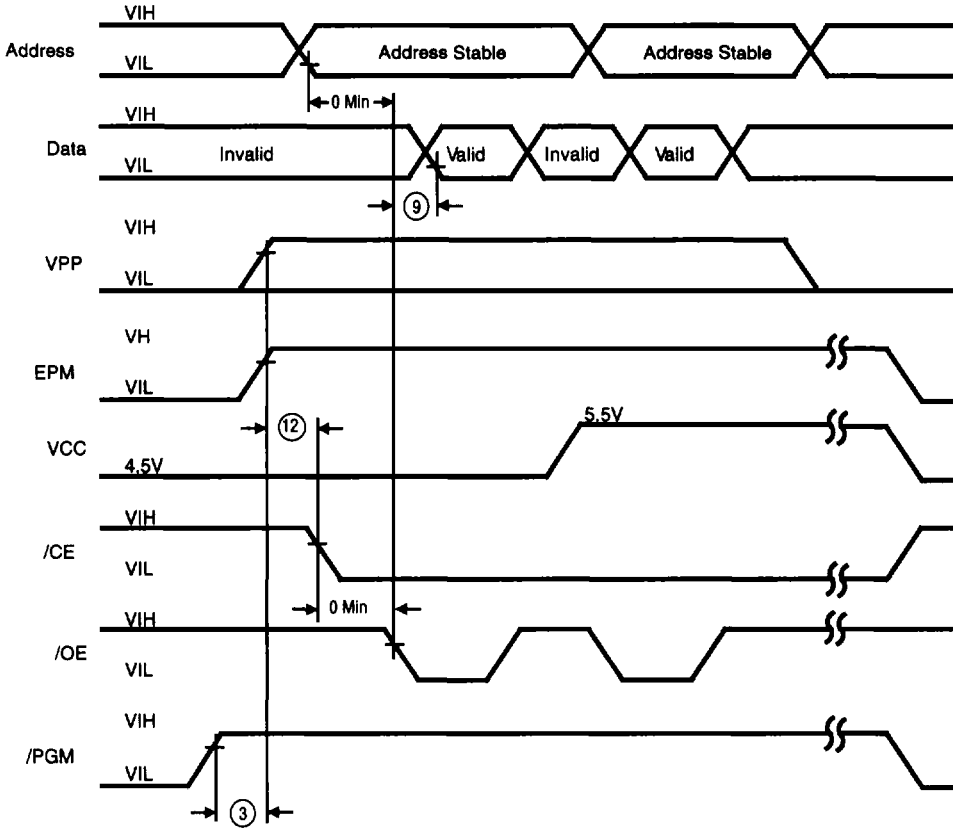 VIH
Address
Address Stable
Address Stable
VIL
0 Min
VIH
Data
Invalid
Valid
Invalid
Valid
VIL
9
VIH
VPP
VIL
VH
EPM
VIL
12
5.5V
VCC
4.5V
VIH
/CE
VIL
0 Min
VIH
/OE
VIL
VIH
/PGM
VIL
3